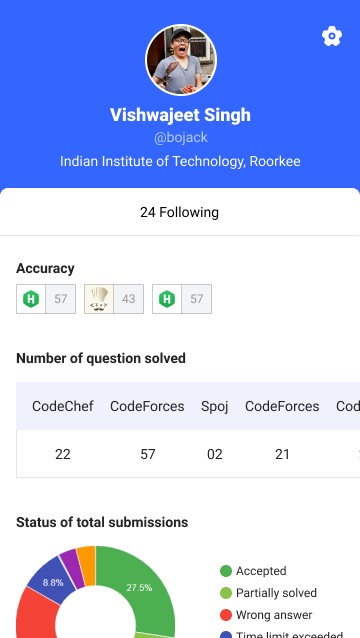 Vishwajeet Singh
@bojack
Indian Institute of Technology, Roorkee
24 Following
Accuracy
H 57 43 H 57
Number of question solved
CodeChef CodeForces Spoj CodeForces Cod
22 57 02 21
Status of total submissions
8.8% 27.5%
Accepted
Partially solved
Wrong answer
Time limit exceeded